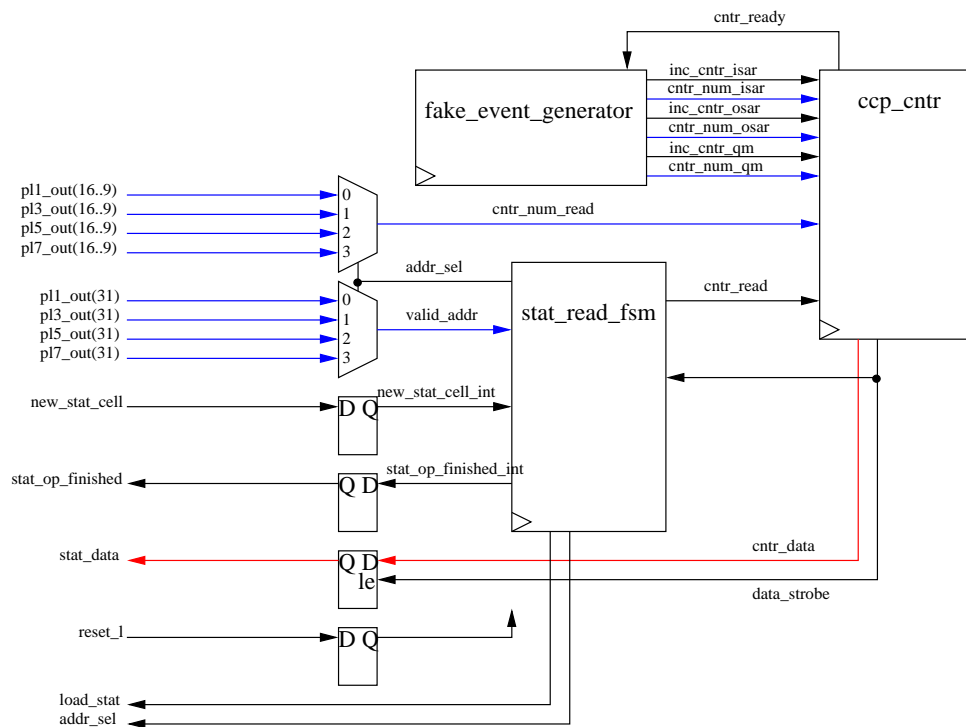 cntr_ready
inc_cntr_isar
cntr_num_isar
inc_cntr_osar
cntr_num_osar
inc_cntr_qm
cntr_num_qm
fake_event_generator
ccp_cntr
pl1_out(16..9)
pl3_out(16..9)
pl5_out(16..9)
pl7_out(16..9)
0
1
2
3
cntr_num_read
addr_sel
pl1_out(31)
pl3_out(31)
pl5_out(31)
pl7_out(31)
0
1
2
3
valid_addr
stat_read_fsm
cntr_read
new_stat_cell
D Q
new_stat_cell_int
stat_op_finished
Q D
stat_op_finished_int
stat_data
Q D
le
cntr_data
data_strobe
reset_l
D Q
load_stat
addr_sel